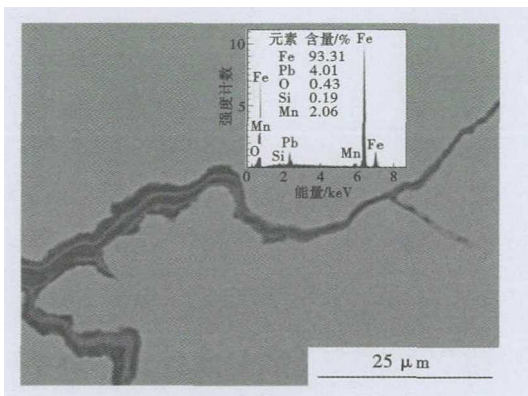 元素 含量/% Fe
Fe 93.31
Pb 4.01
O 0.43
Si 0.19
Mn 2.06
10
5
强度计数
Fe
Mn
O
Si
Pb
Mn
Fe
0 2 4 6 8
能量/keV
25 μm